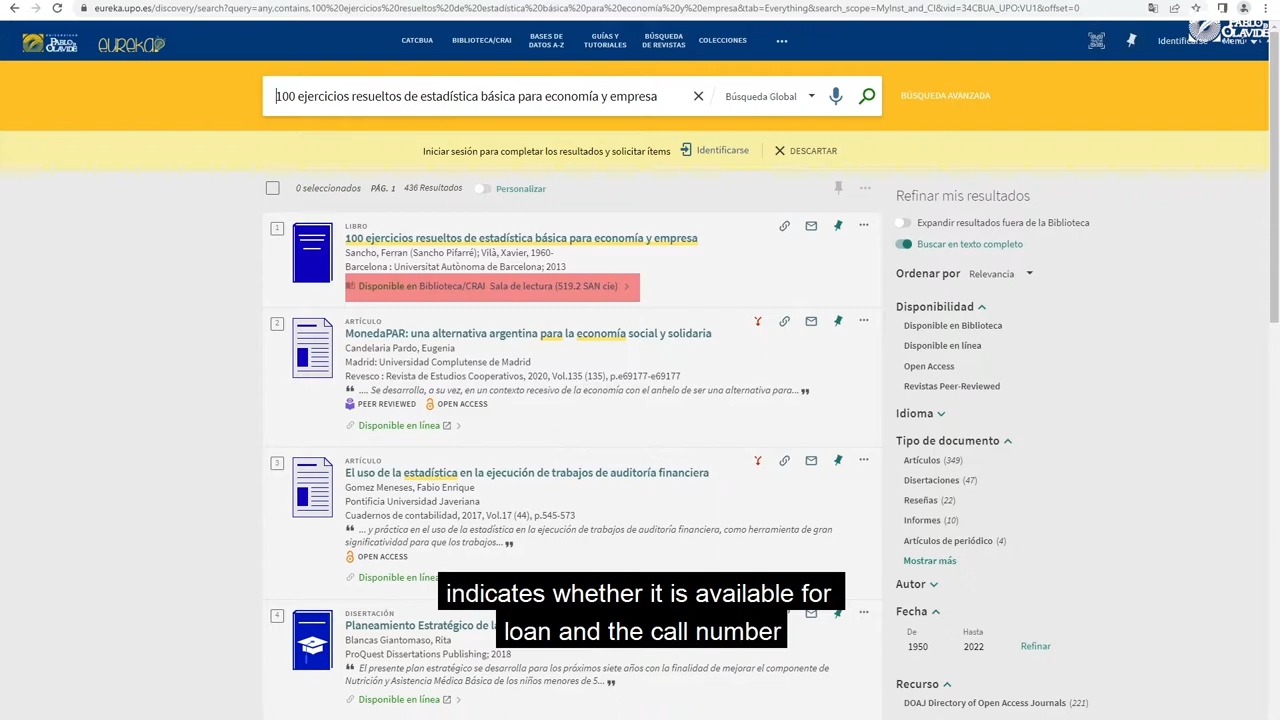 eureka.upo.es/discovery/search?query=any,contains,100%20ejercicios%20resueltos%20de%20estadística%20básica%20para%20economía%20y%20empresa&tab=Everything&search_scope=MyInst_and_CI&vid=34CBUA_UPO:VU1&offset=0
UNIVERSIDAD
PABLO DE OLAVIDE
eureka
CATCBUA
BIBLIOTECA/CRAI
BASES DE
DATOS A-Z
GUÍAS Y
TUTORIALES
BÚSQUEDA
DE REVISTAS
COLECCIONES
Identificarse
Menú
100 ejercicios resueltos de estadística básica para economía y empresa
Búsqueda Global
BÚSQUEDA AVANZADA
Iniciar sesión para completar los resultados y solicitar ítems
Identificarse
DESCARTAR
0 seleccionados PÁG. 1 436 Resultados Personalizar
1
LIBRO
100 ejercicios resueltos de estadística básica para economía y empresa
Sancho, Ferran (Sancho Pifarré); Vilà, Xavier, 1960-
Barcelona : Universitat Autònoma de Barcelona; 2013
Disponible en Biblioteca/CRAI Sala de lectura (519.2 SAN cie)
2
ARTÍCULO
MonedaPAR: una alternativa argentina para la economía social y solidaria
Candelaria Pardo, Eugenia
Madrid: Universidad Complutense de Madrid
Revesco : Revista de Estudios Cooperativos, 2020, Vol.135 (135), p.e69177-e69177
❝ .... Se desarrolla, a su vez, en un contexto recesivo de la economía con el anhelo de ser una alternativa para... ❞
PEER REVIEWED OPEN ACCESS
Disponible en línea
3
ARTÍCULO
El uso de la estadística en la ejecución de trabajos de auditoría financiera
Gomez Meneses, Fabio Enrique
Pontificia Universidad Javeriana
Cuadernos de contabilidad, 2017, Vol.17 (44), p.545-573
❝ ... y práctica en el uso de la estadística en la ejecución de trabajos de auditoría financiera, como herramienta de gran
significatividad para que los trabajos... ❞
OPEN ACCESS
Disponible en líne
4
DISERTACIÓN
Planeamiento Estratégico de la
Blancas Giantomaso, Rita
ProQuest Dissertations Publishing; 2018
❝ El presente plan estratégico se desarrolla para los próximos siete años con la finalidad de mejorar el componente de
Nutrición y Asistencia Médica Básica de los niños menores de 5... ❞
Disponible en línea
Refinar mis resultados
Expandir resultados fuera de la Biblioteca
Buscar en texto completo
Ordenar por Relevancia
Disponibilidad
Disponible en Biblioteca
Disponible en línea
Open Access
Revistas Peer-Reviewed
Idioma
Tipo de documento
Artículos (349)
Disertaciones (47)
Reseñas (22)
Informes (10)
Artículos de periódico (4)
Mostrar más
Autor
Fecha
De Hasta
1950 2022 Refinar
Recurso
DOAJ Directory of Open Access Journals (221)
indicates whether it is available for
loan and the call number